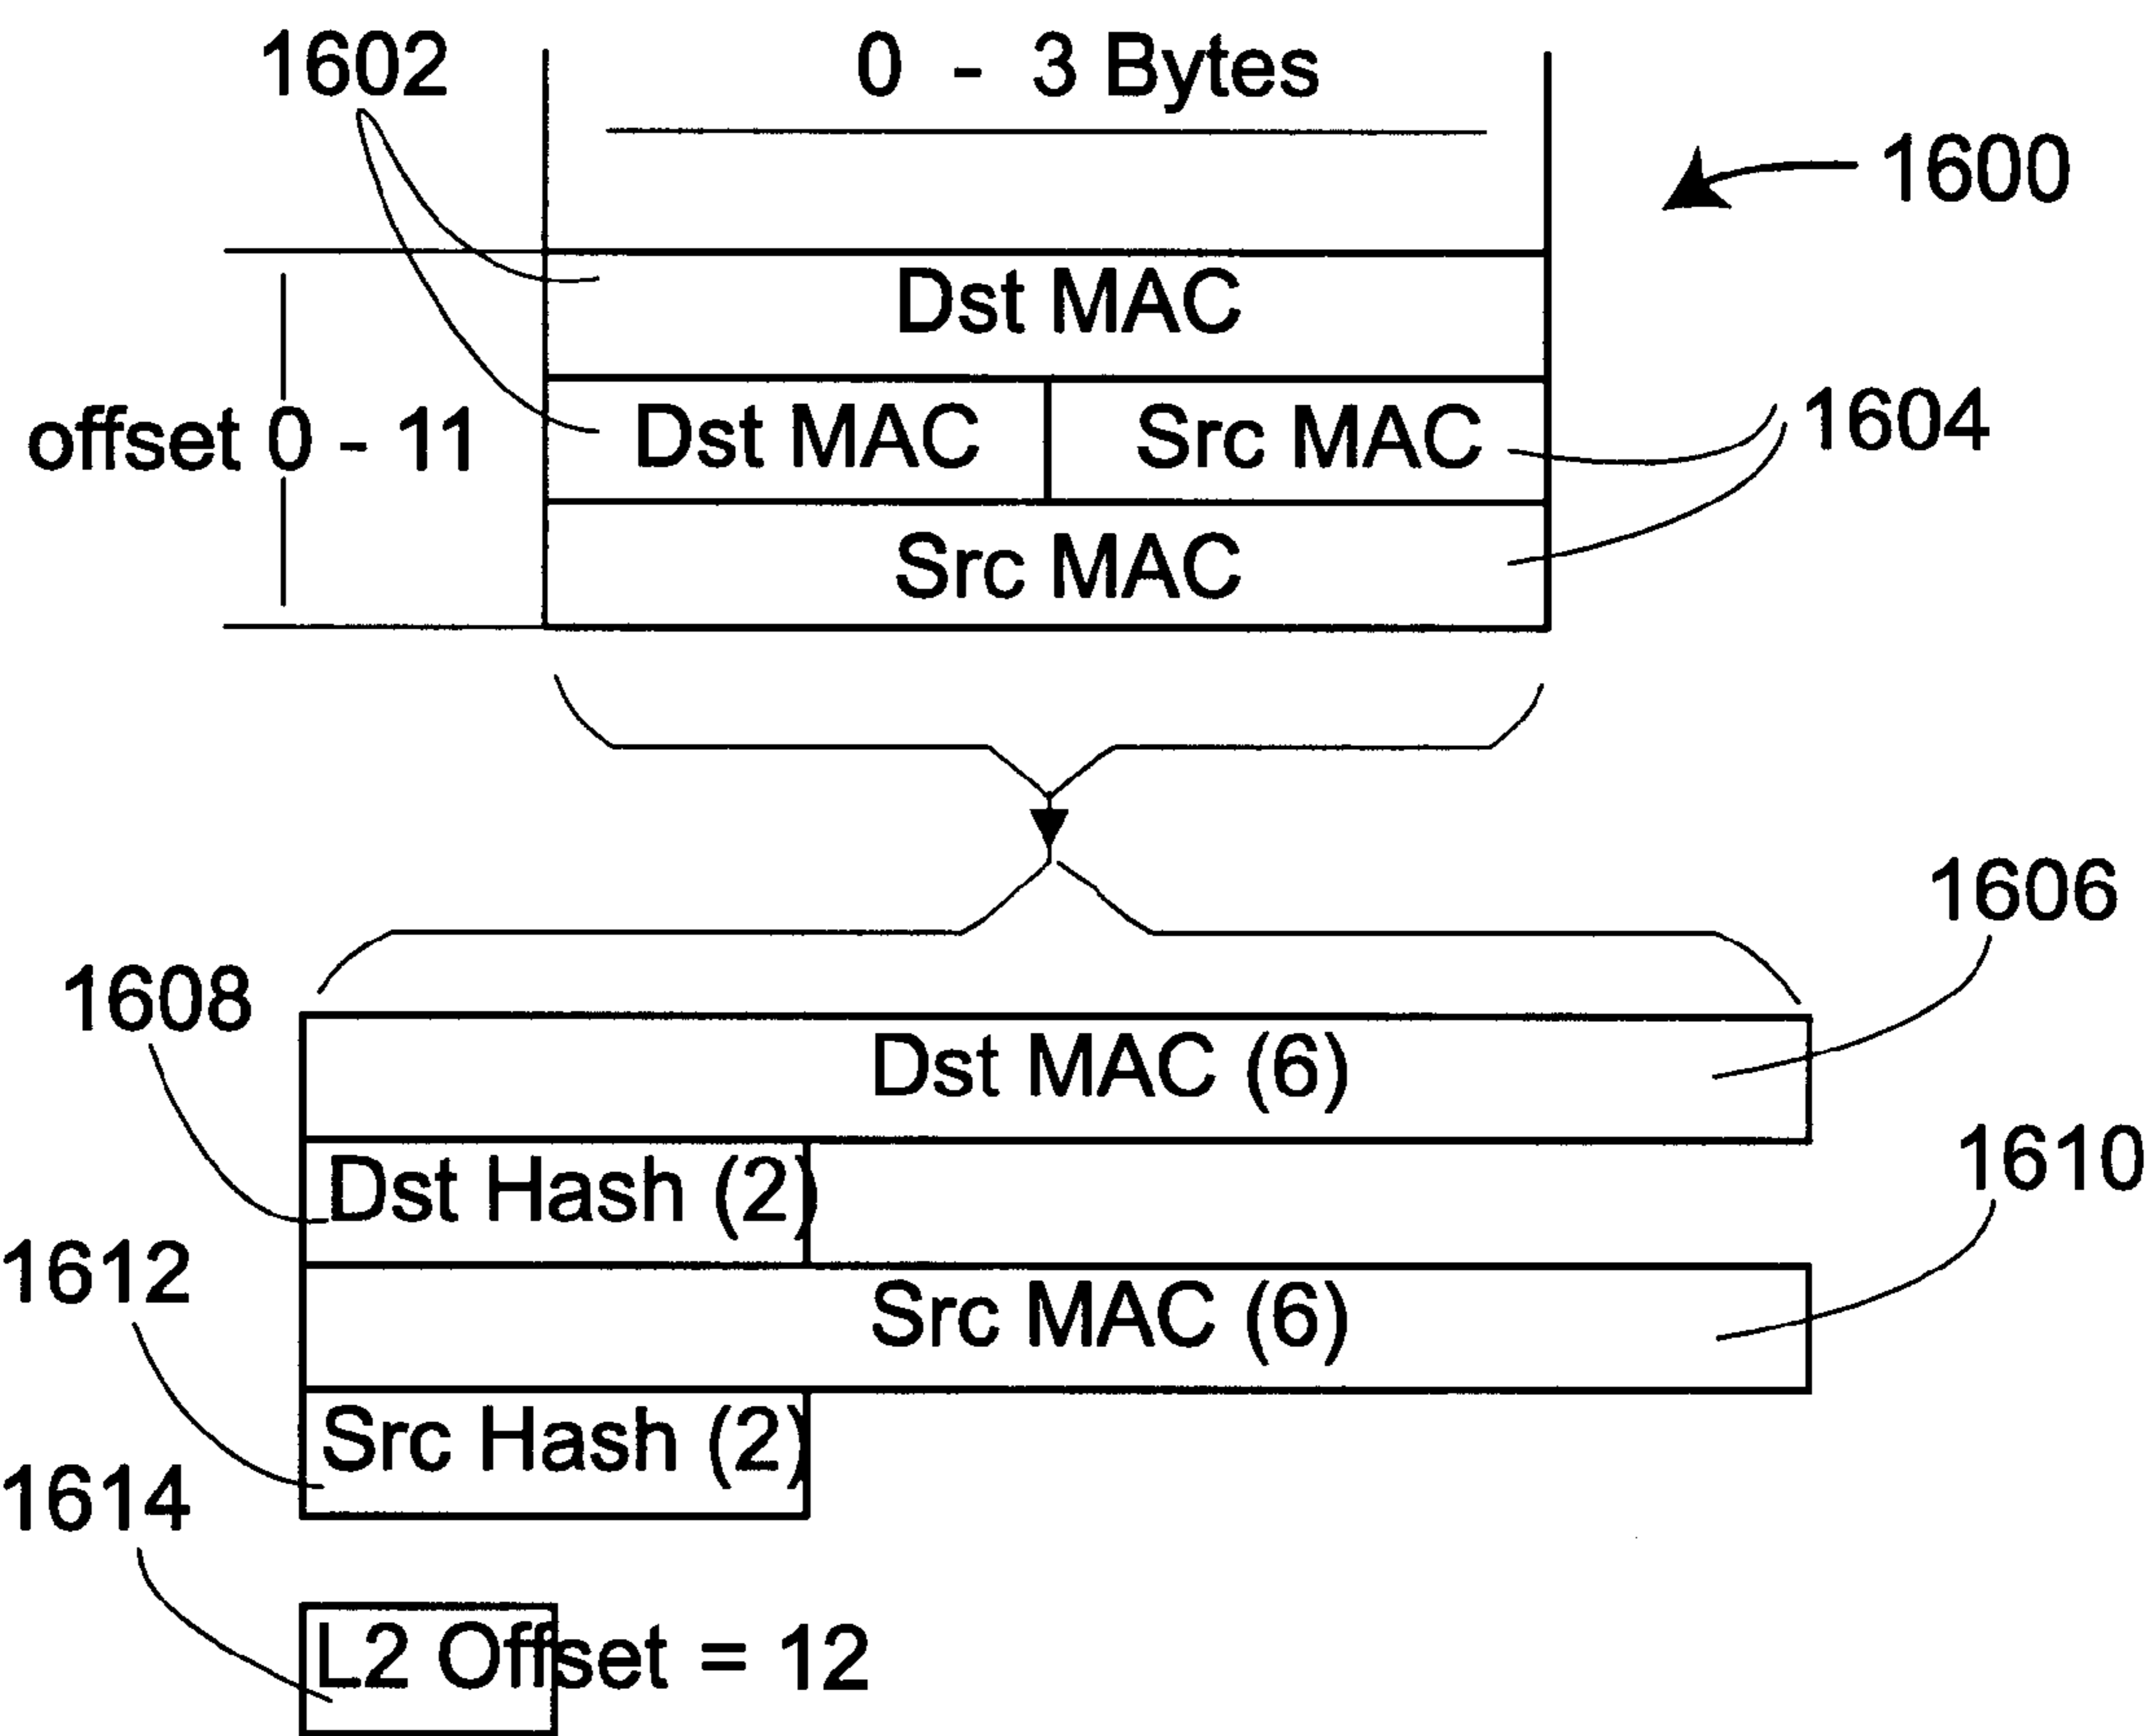 1602
0 - 3 Bytes
1600
Dst MAC
offset 0 - 11
Dst MAC
Src MAC
1604
Src MAC
1606
1608
Dst MAC (6)
1610
Dst Hash (2)
1612
Src MAC (6)
Src Hash (2)
1614
L2 Offset = 12